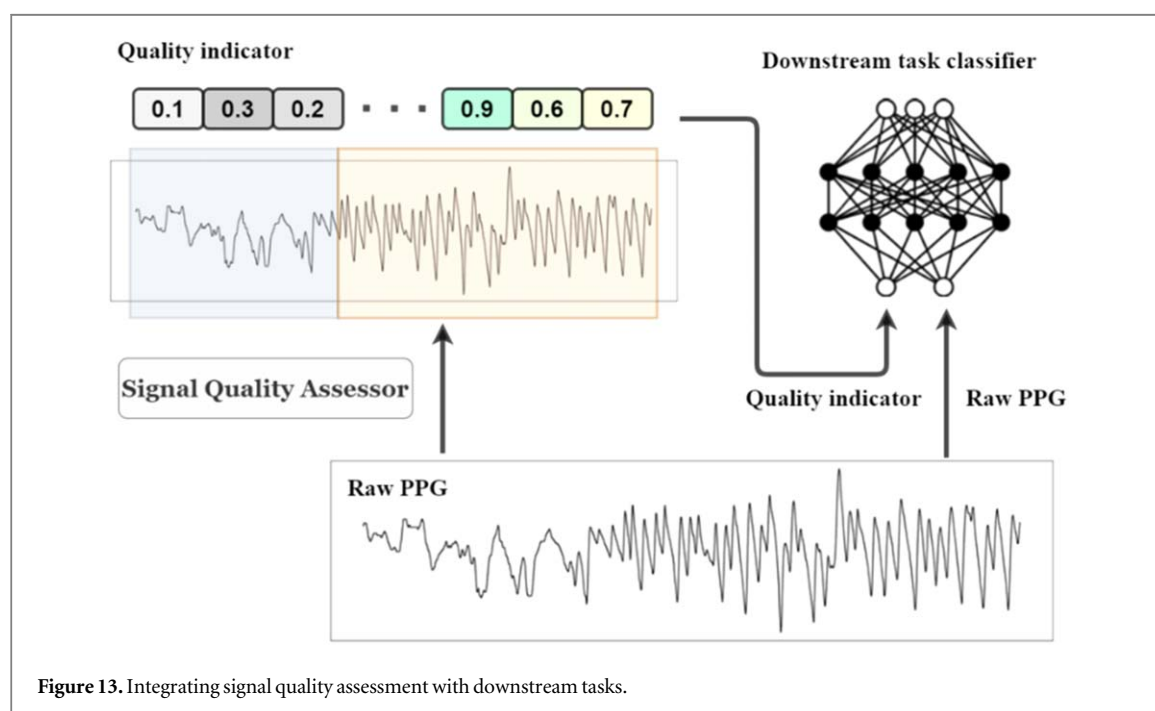 Quality indicator
Downstream task classifier
0.1 0.3 0.2 . . . 0.9 0.6 0.7
Signal Quality Assessor
Quality indicator
Raw PPG
Raw PPG
Figure 13. Integrating signal quality assessment with downstream tasks.